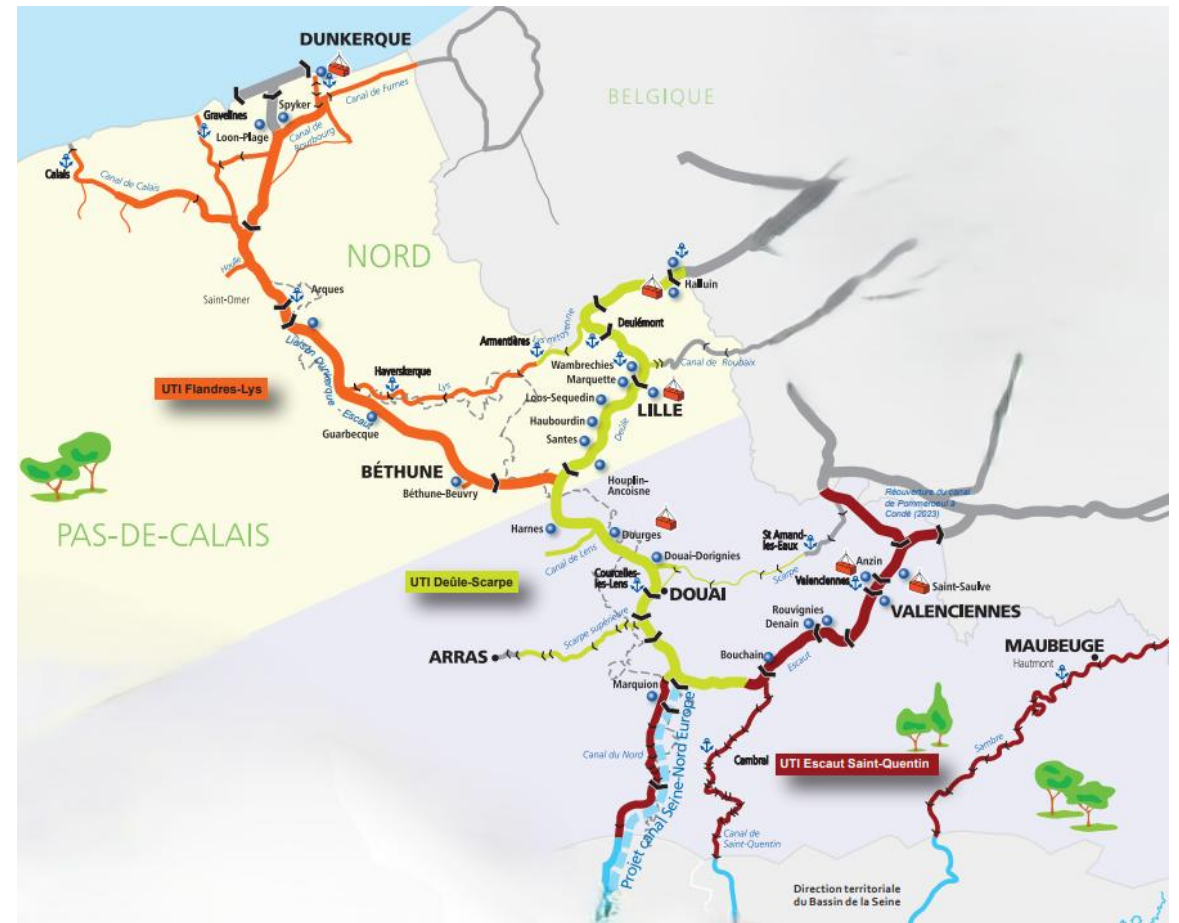 DUNKERQUE
BELGIQUE
Canal de Furnes
Gravelines
Spyker
Loon-Plage
Canal de
Bourbourg
Calais
Canal de Calais
NORD
Houlle
Saint-Omer
Arques
Halluin
Deulémont
Lys mitoyenne
Armentières
Wambrechies
Canal de Roubaix
Marquette
Liaison Dunkerque - Escaut
Haverskerque
Lys
UTI Flandres-Lys
Loos-Sequedin
LILLE
Haubourdin
Deûle
Guarbecque
Santes
BÉTHUNE
Béthune-Beuvry
Houplin-
Ancoisne
Réouverture du canal
de Pommeroeul à
Condé (2023)
PAS-DE-CALAIS
Harnes
Dourges
St Amand-
les-Eaux
Canal de Lens
Douai-Dorignies
Anzin
UTI Deûle-Scarpe
Courcelles-
les-Lens
Scarpe
Valenciennes
Saint-Saulve
DOUAI
VALENCIENNES
Rouvignies
Denain
Scarpe supérieure
ARRAS
Bouchain
Escaut
MAUBEUGE
Hautmont
Marquion
Canal du Nord
Projet canal Seine-Nord Europe
Cambrai
UTI Escaut Saint-Quentin
Sambre
Canal de
Saint-Quentin
Direction territoriale
du Bassin de la Seine